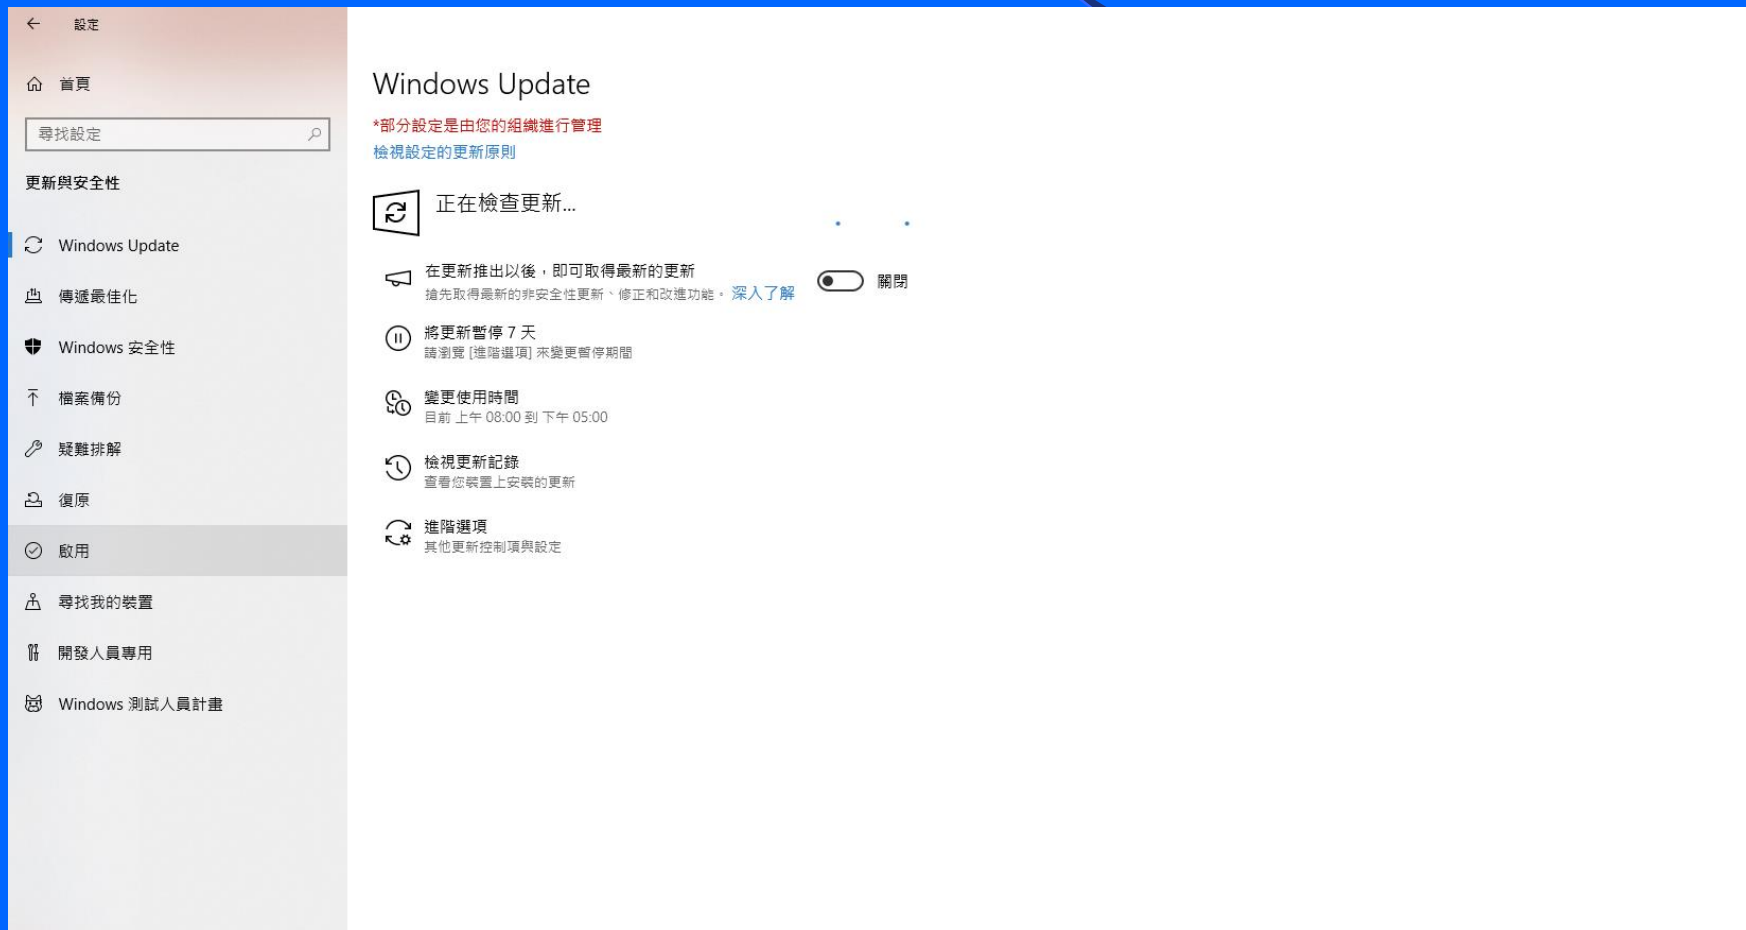 設定
首頁
尋找設定
更新與安全性
Windows Update
傳遞最佳化
Windows 安全性
檔案備份
疑難排解
復原
啟用
尋找我的裝置
開發人員專用
Windows 測試人員計畫
Windows Update
*部分設定是由您的組織進行管理
檢視設定的更新原則
正在檢查更新...
在更新推出以後，即可取得最新的更新
搶先取得最新的非安全性更新、修正和改進功能。 深入了解
關閉
將更新暫停 7 天
請瀏覽 [進階選項] 來變更暫停期間
變更使用時間
目前 上午 08:00 到 下午 05:00
檢視更新記錄
查看您裝置上安裝的更新
進階選項
其他更新控制項與設定